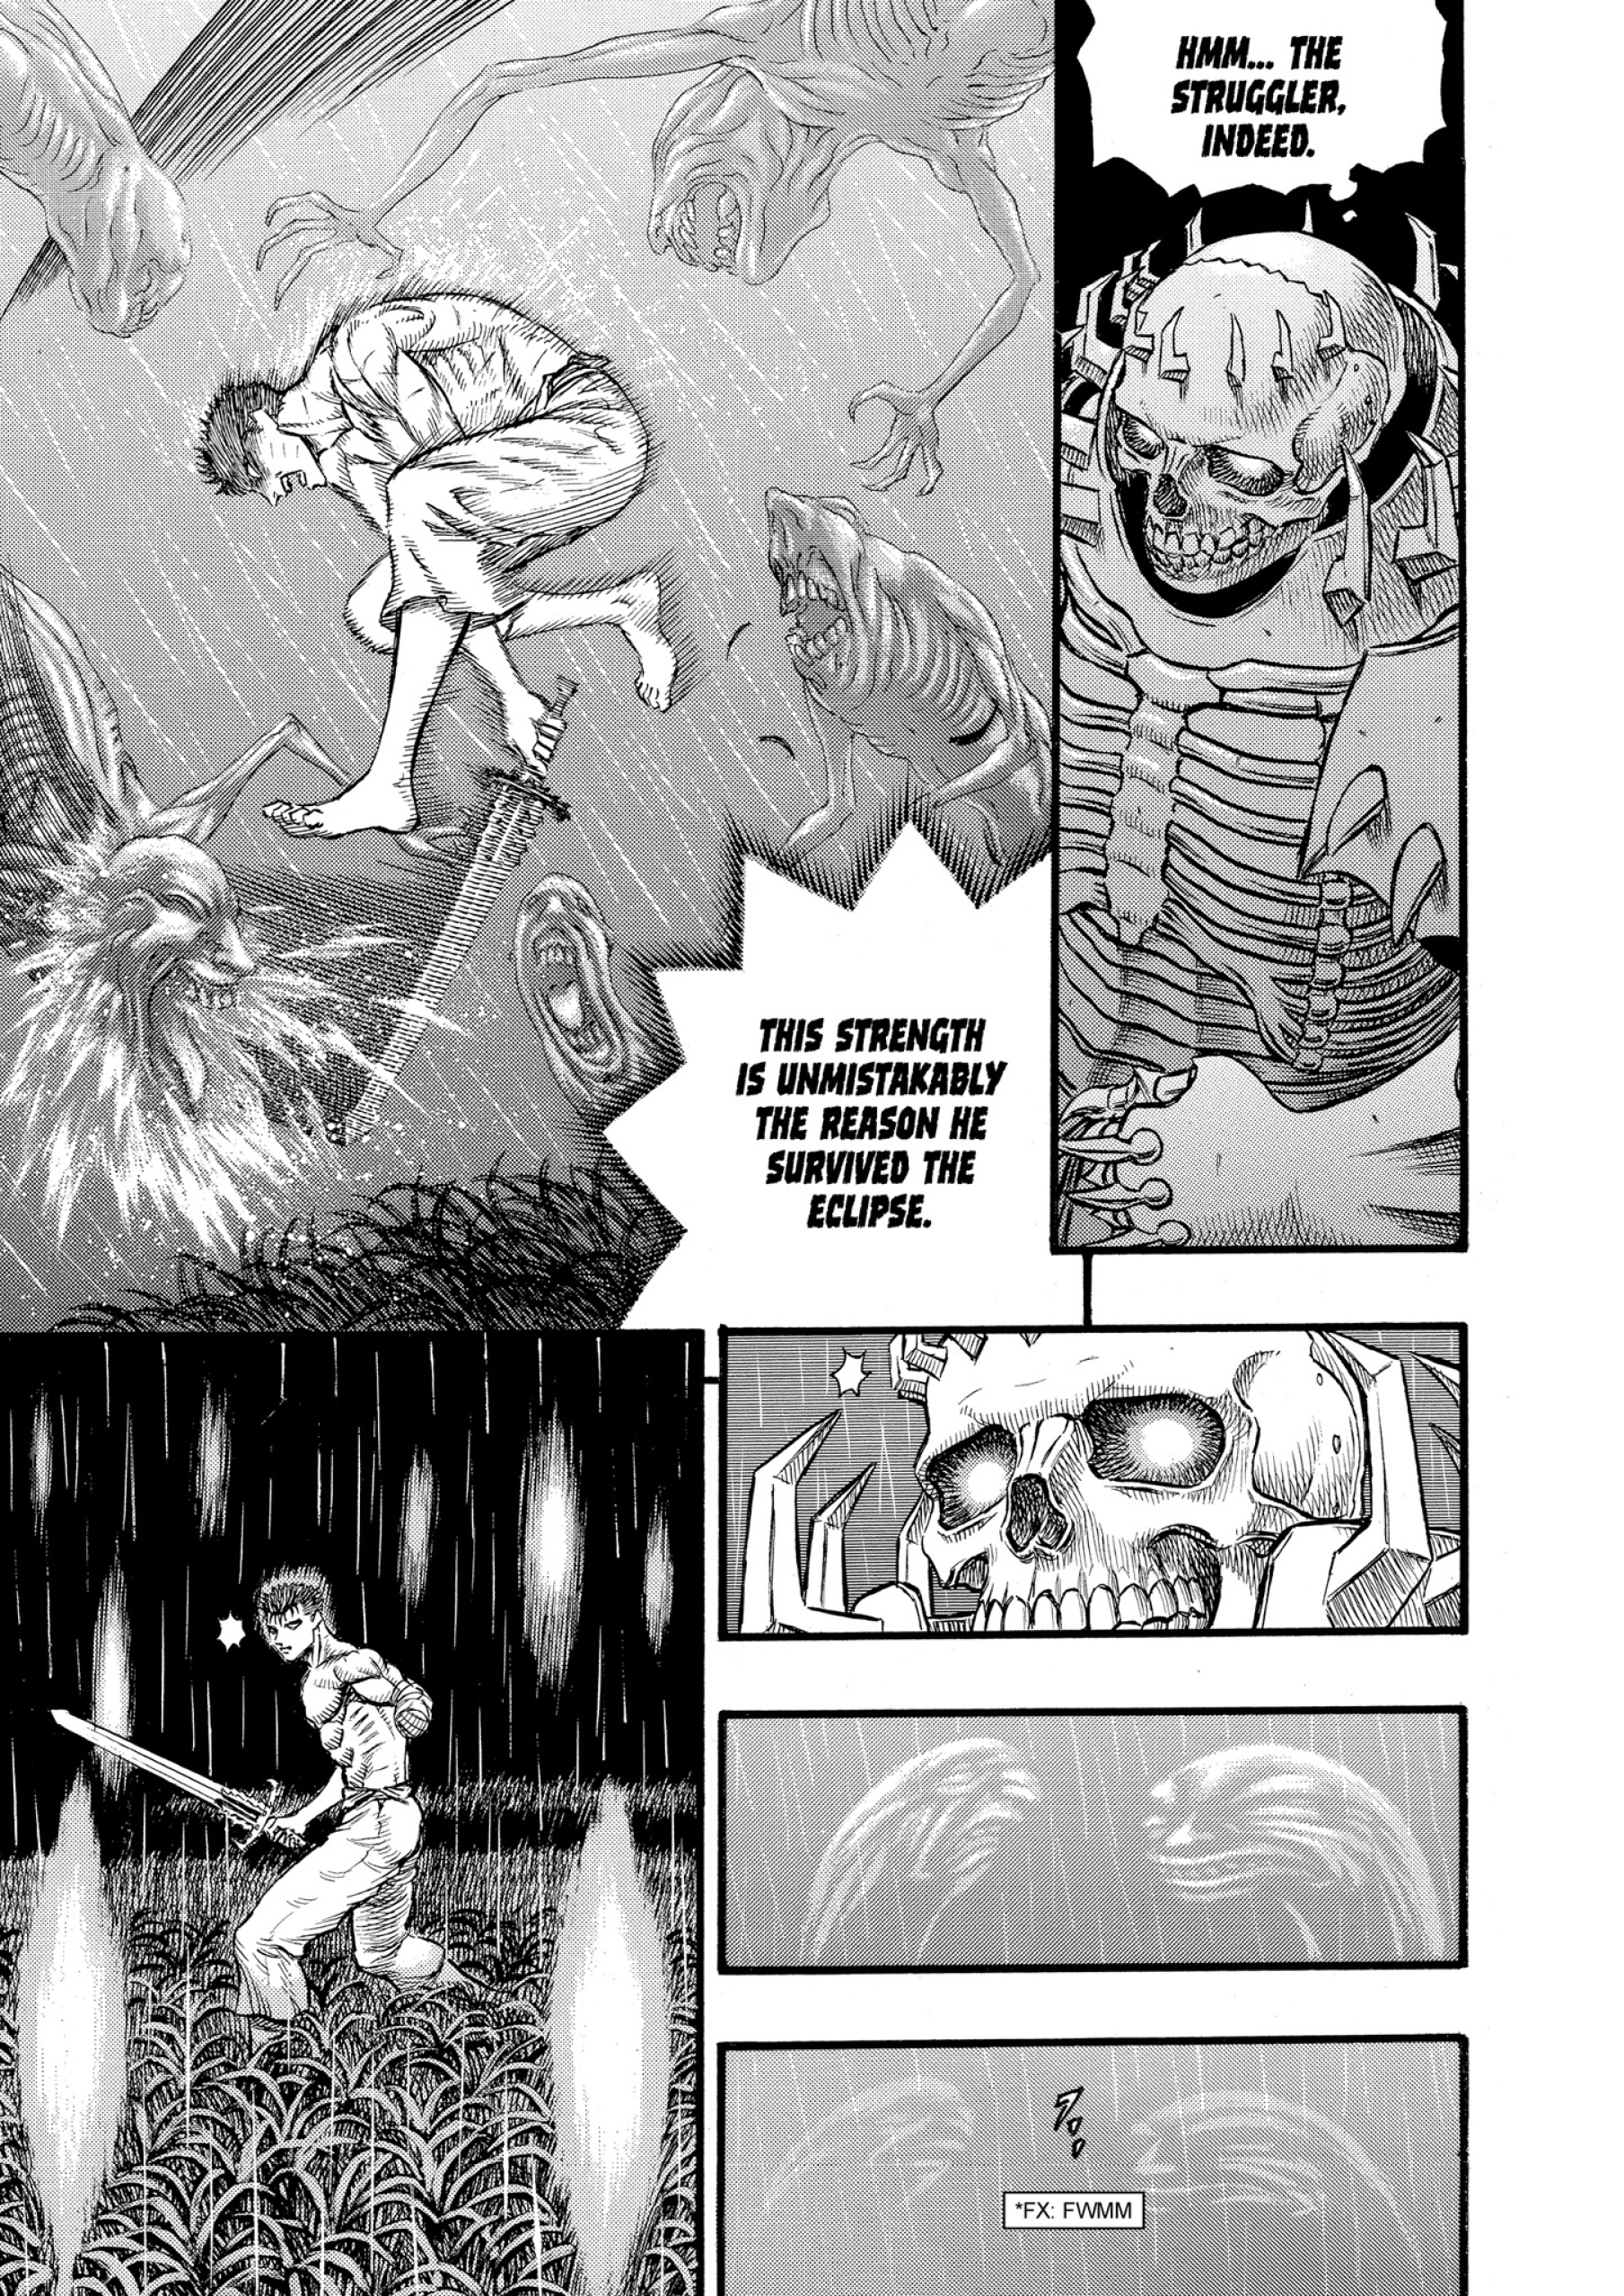 HMM... THE
STRUGGLER,
INDEED.
THIS STRENGTH
IS UNMISTAKABLY
THE REASON HE
SURVIVED THE
ECLIPSE.
*FX: FWMM